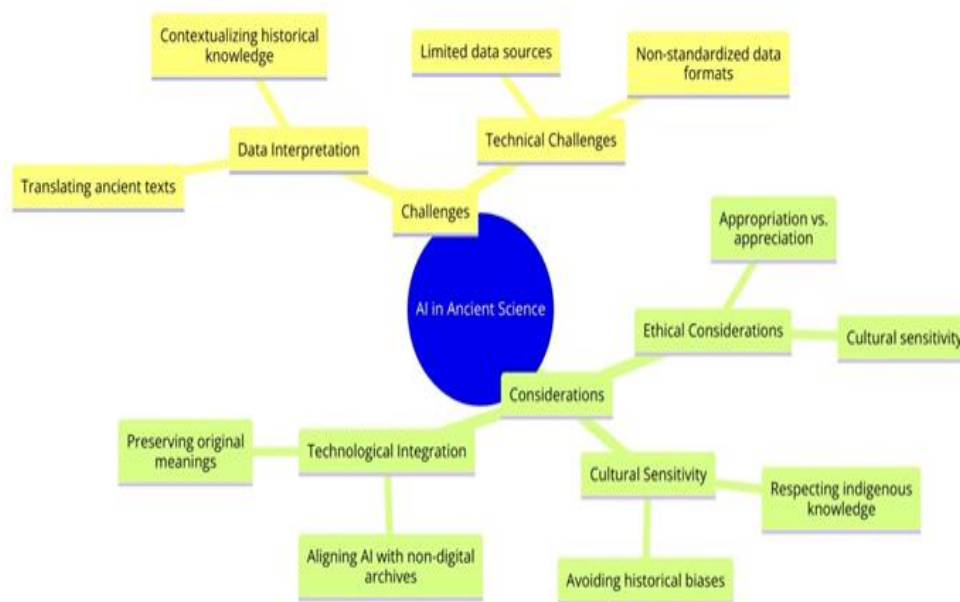 Contextualizing historical
knowledge
Limited data sources
Non-standardized data
formats
Data Interpretation
Technical Challenges
Translating ancient texts
Challenges
Appropriation vs.
appreciation
AI in Ancient Science
Ethical Considerations
Cultural sensitivity
Considerations
Preserving original
meanings
Technological Integration
Cultural Sensitivity
Respecting indigenous
knowledge
Aligning AI with non-digital
archives
Avoiding historical biases